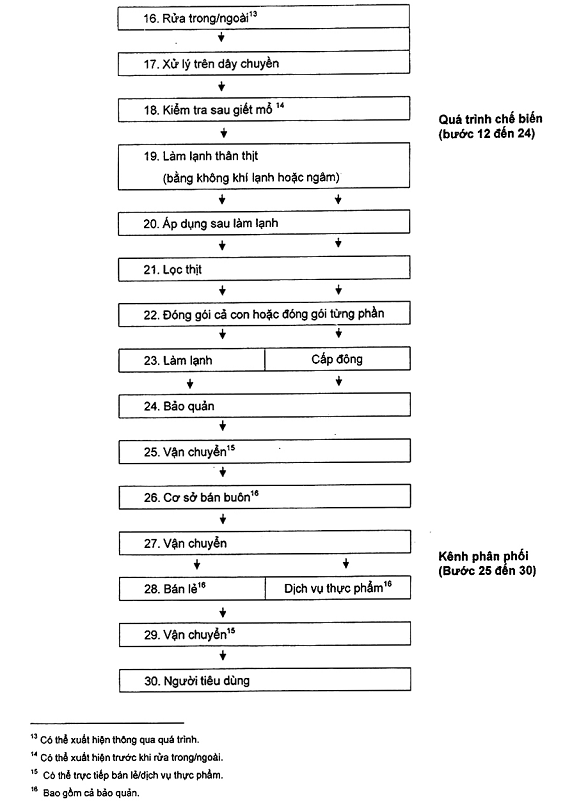 16. Rửa trong/ngoài¹³
17. Xử lý trên dây chuyền
18. Kiểm tra sau giết mổ ¹⁴
Quá trình chế biến
(bước 12 đến 24)
19. Làm lạnh thân thịt
(bằng không khí lạnh hoặc ngâm)
20. Áp dụng sau làm lạnh
21. Lọc thịt
22. Đóng gói cả con hoặc đóng gói từng phần
23. Làm lạnh
Cấp đông
24. Bảo quản
25. Vận chuyển¹⁵
26. Cơ sở bán buôn¹⁶
27. Vận chuyển
Kênh phân phối
(Bước 25 đến 30)
28. Bán lẻ¹⁶
Dịch vụ thực phẩm¹⁶
29. Vận chuyển¹⁵
30. Người tiêu dùng
¹³ Có thể xuất hiện thông qua quá trình.
¹⁴ Có thể xuất hiện trước khi rửa trong/ngoài.
¹⁵ Có thể trực tiếp bán lẻ/dịch vụ thực phẩm.
¹⁶ Bao gồm cả bảo quản.